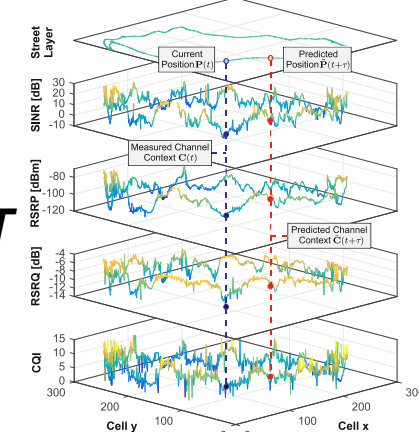 Street
Layer
Current
Position P(t)
Predicted
Position P̃(t+τ)
SINR [dB]
30
20
10
0
-10
Measured Channel
Context C(t)
RSRP [dBm]
-80
-100
-120
Predicted Channel
Context C̃(t+τ)
RSRQ [dB]
-4
-6
-8
-10
-12
-14
CQI
15
10
5
0
300
200
100
Cell y
100
200
30
Cell x